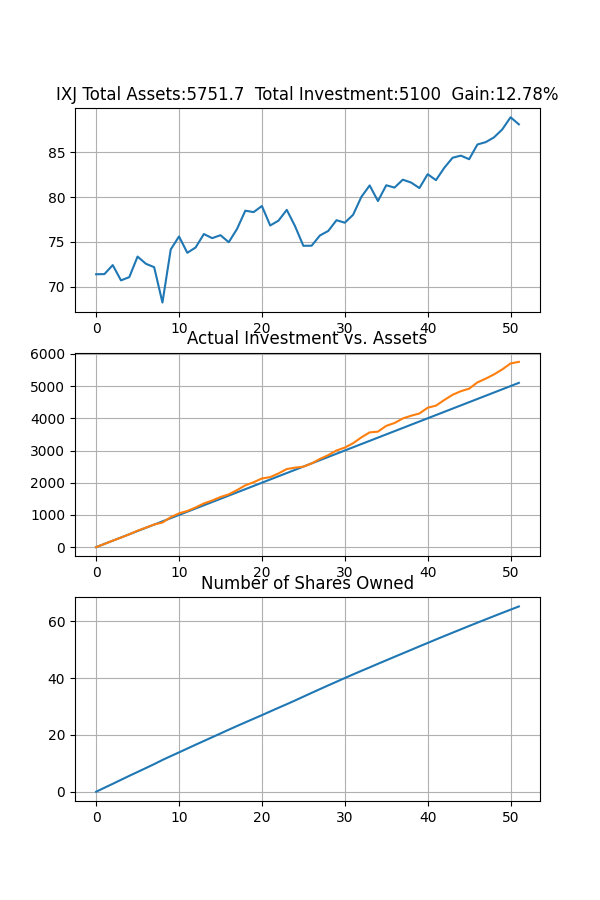 IXJ Total Assets:5751.7  Total Investment:5100  Gain:12.78%
85
80
75
70
0 10 20 30 40 50
Actual Investment vs. Assets
6000
5000
4000
3000
2000
1000
0
0 10 20 30 40 50
Number of Shares Owned
60
40
20
0
0 10 20 30 40 50